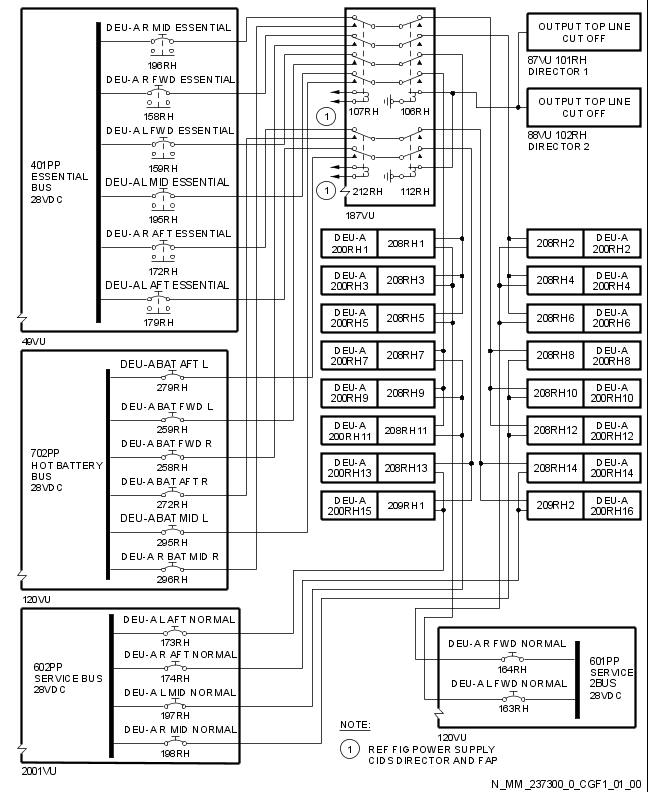 DEU-A R MID ESSENTIAL
196RH
DEU-A R FWD ESSENTIAL
158RH
DEU-A L FWD ESSENTIAL
159RH
401PP
ESSENTIAL
BUS
28VDC
DEU-A L MID ESSENTIAL
195RH
DEU-A R AFT ESSENTIAL
172RH
DEU-A L AFT ESSENTIAL
179RH
49VU
1
107RH
106RH
1
212RH
112RH
187VU
OUTPUT TOP LINE
CUT OFF
87VU 101RH
DIRECTOR 1
OUTPUT TOP LINE
CUT OFF
88VU 102RH
DIRECTOR 2
DEU-A
200RH1
208RH1
DEU-A
200RH3
208RH3
DEU-A
200RH5
208RH5
DEU-A
200RH7
208RH7
DEU-A
200RH9
208RH9
DEU-A
200RH11
208RH11
DEU-A
200RH13
208RH13
DEU-A
200RH15
209RH1
208RH2
DEU-A
200RH2
208RH4
DEU-A
200RH4
208RH6
DEU-A
200RH6
208RH8
DEU-A
200RH8
208RH10
DEU-A
200RH10
208RH12
DEU-A
200RH12
208RH14
DEU-A
200RH14
209RH2
DEU-A
200RH16
DEU-A BAT AFT L
279RH
DEU-A BAT FWD L
259RH
DEU-A BAT FWD R
258RH
702PP
HOT BATTERY
BUS
28VDC
DEU-A BAT AFT R
272RH
DEU-A BAT MID L
295RH
DEU-A R BAT MID R
296RH
120VU
DEU-A L AFT NORMAL
173RH
DEU-A R AFT NORMAL
174RH
602PP
SERVICE BUS
28VDC
DEU-A L MID NORMAL
197RH
DEU-A R MID NORMAL
198RH
2001VU
DEU-A R FWD NORMAL
164RH
DEU-A L FWD NORMAL
163RH
601PP
SERVICE
2BUS
28VDC
120VU
NOTE:
1 REF FIG POWER SUPPLY
CIDS DIRECTOR AND FAP
N_MM_237300_0_CGF1_01_00